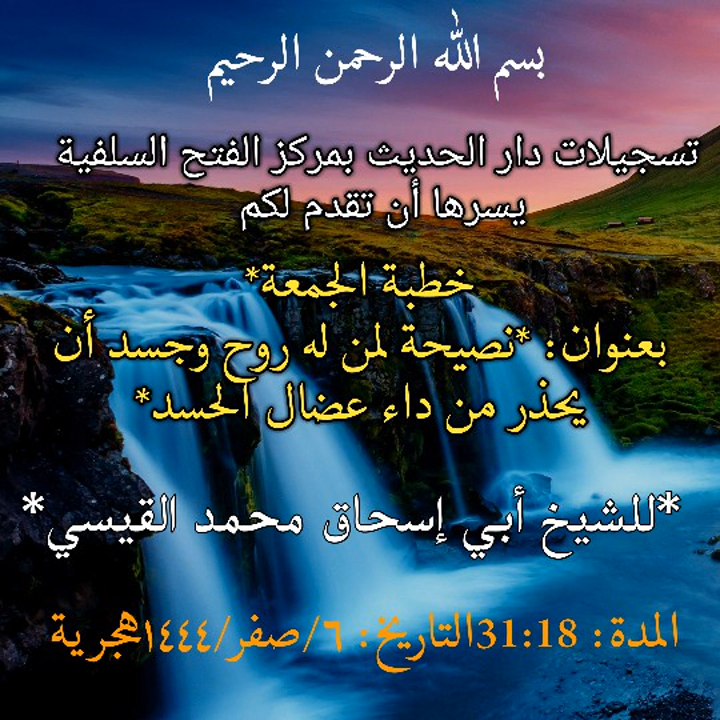 بسم الله الرحمن الرحيم
تسجيلات دار الحديث بمركز الفتح السلفية
يسرها أن تقدم لكم
خطبة الجمعة*
بعنوان: *نصيحة لمن له روح وجسد أن
يحذر من داء عضال الحسد*
*للشيخ أبي إسحاق محمد القيسي*
المدة: 31:18التاريخ: ٦/صفر/١٤٤٤هجرية